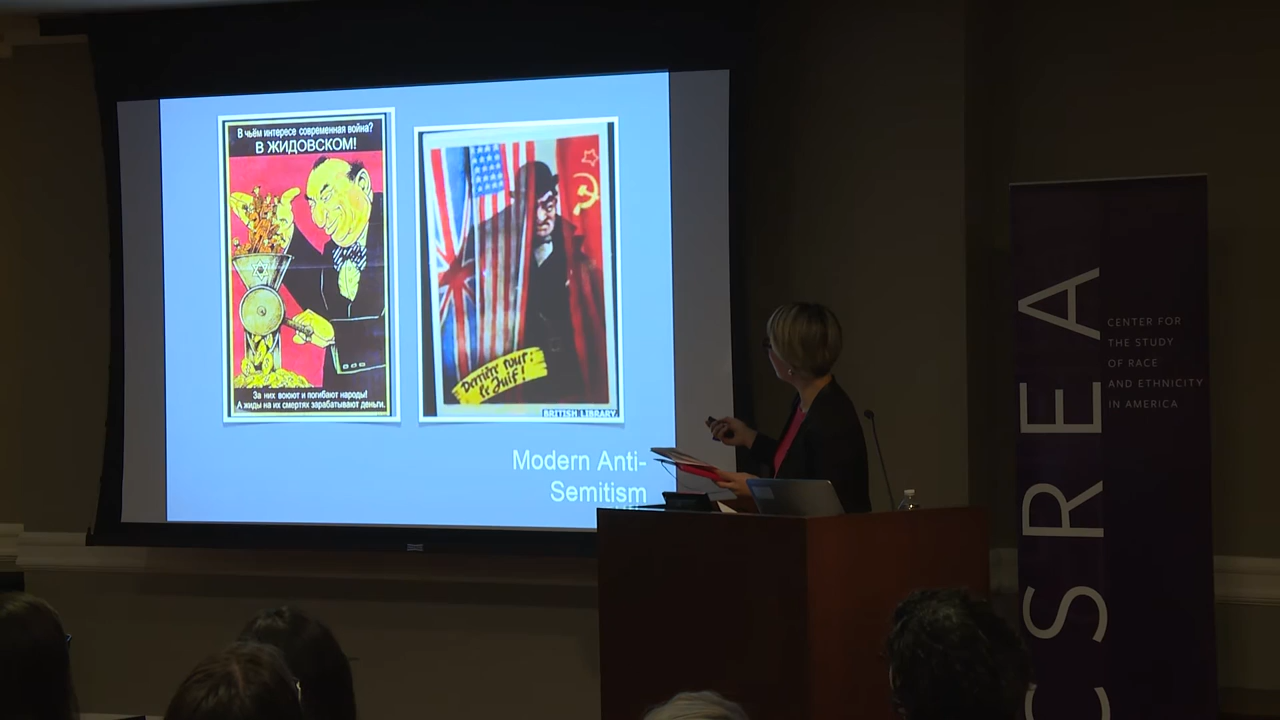 В чьём интересе современная война?
В ЖИДОВСКОМ!
За них воюют и погибают народы!
А жиды на их смертях зарабатывают деньги.
Derrière tout:
le Juif!
BRITISH LIBRARY
Modern Anti-
Semitism
CSREA
CENTER FOR
THE STUDY
OF RACE
AND ETHNICITY
IN AMERICA